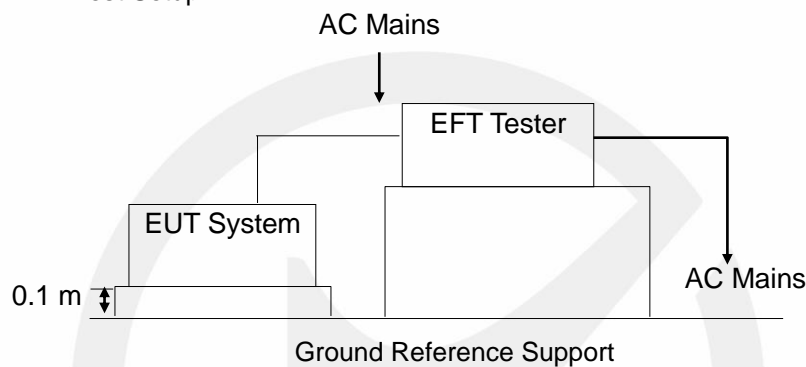 AC Mains
EFT Tester
EUT System
AC Mains
0.1 m
Ground Reference Support